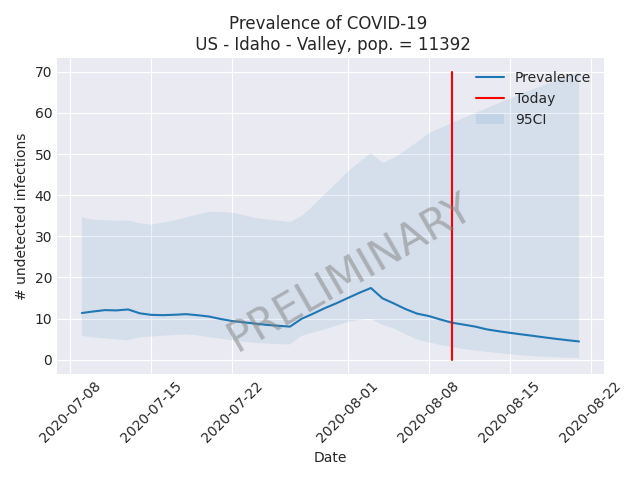 Prevalence of COVID-19
US - Idaho - Valley, pop. = 11392
70
60
50
40
30
20
10
0
# undetected infections
Prevalence
Today
95CI
PRELIMINARY
2020-07-08
2020-07-15
2020-07-22
2020-08-01
2020-08-08
2020-08-15
2020-08-22
Date